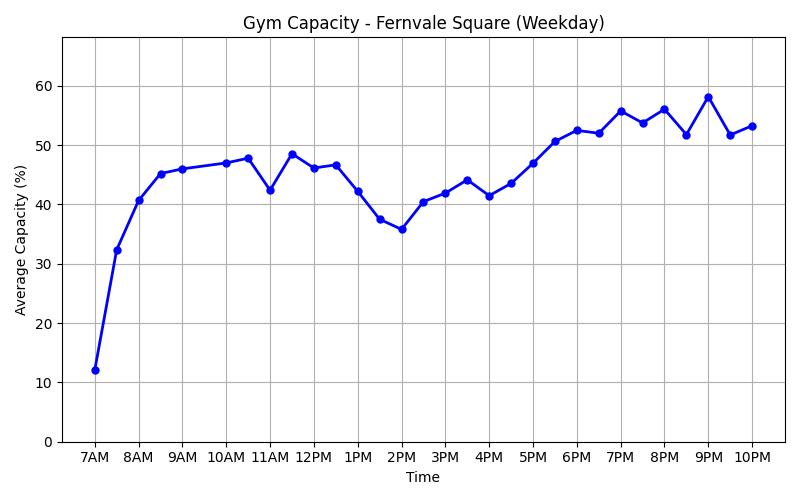 Gym Capacity - Fernvale Square (Weekday)
Average Capacity (%)
60
50
40
30
20
10
0
7AM 8AM 9AM 10AM 11AM 12PM 1PM 2PM 3PM 4PM 5PM 6PM 7PM 8PM 9PM 10PM
Time